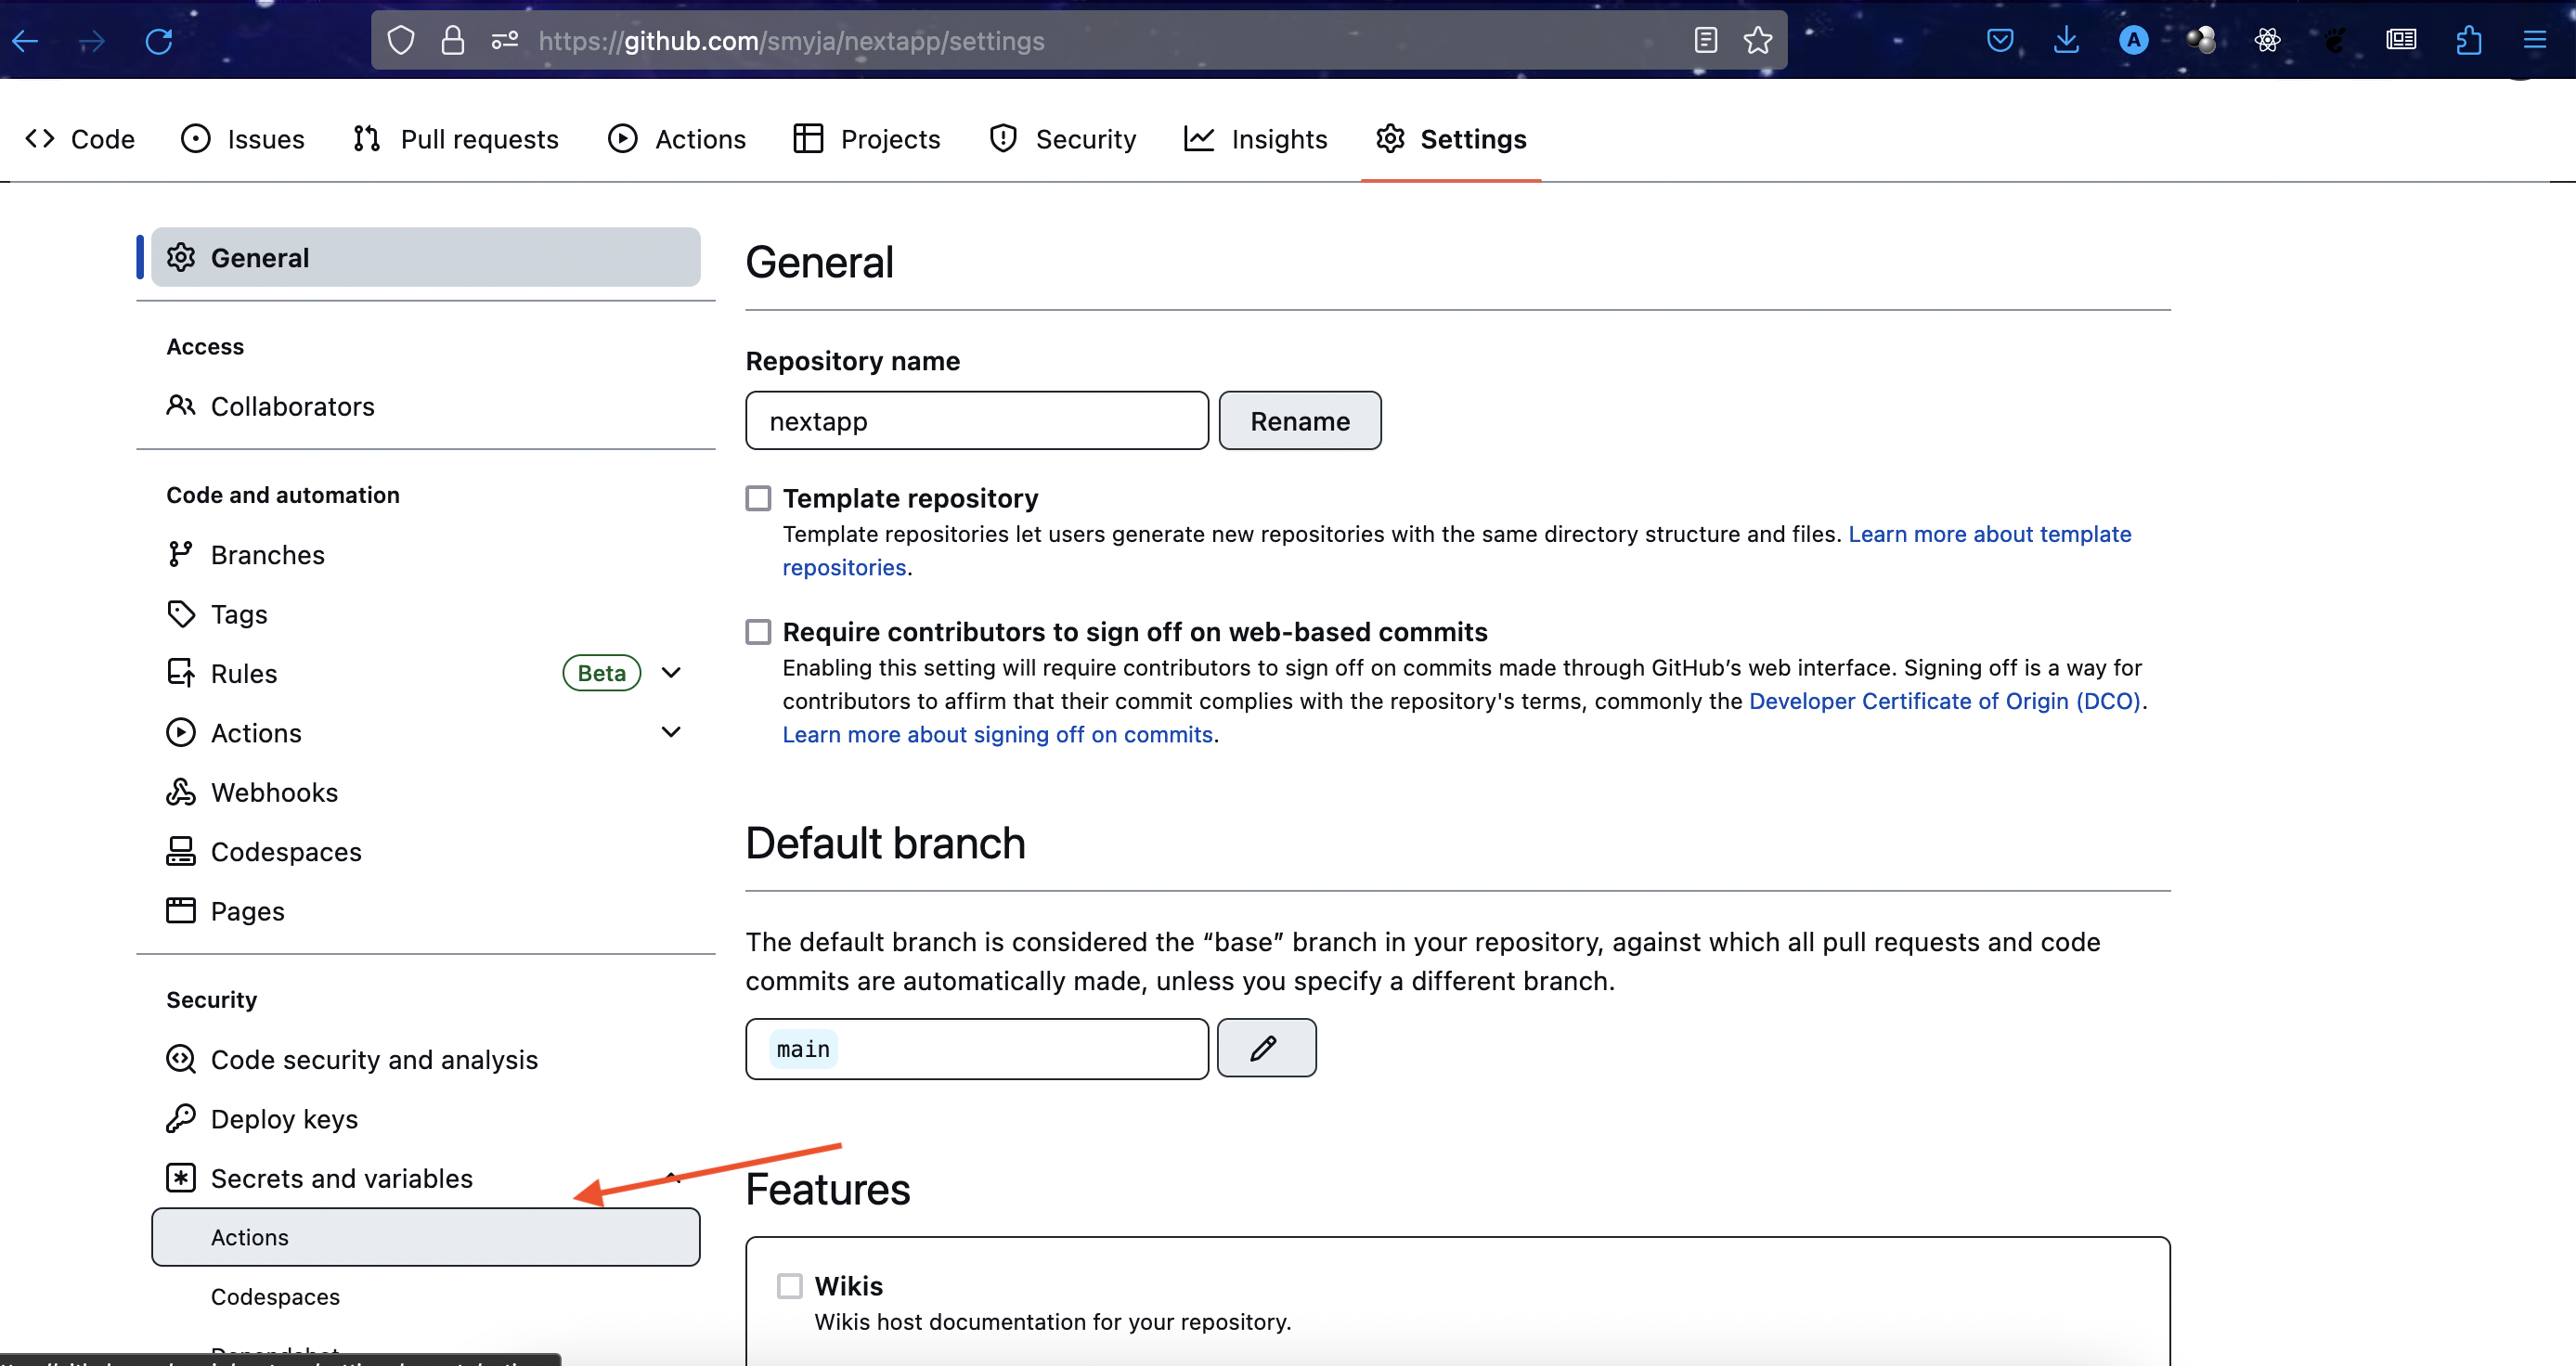 https://github.com/smyja/nextapp/settings
Code Issues Pull requests Actions Projects Security Insights Settings
General
Access
Collaborators
Code and automation
Branches
Tags
Rules Beta
Actions
Webhooks
Codespaces
Pages
Security
Code security and analysis
Deploy keys
Secrets and variables
Actions
Codespaces
General
Repository name
nextapp Rename
Template repository
Template repositories let users generate new repositories with the same directory structure and files. Learn more about template
repositories.
Require contributors to sign off on web-based commits
Enabling this setting will require contributors to sign off on commits made through GitHub’s web interface. Signing off is a way for
contributors to affirm that their commit complies with the repository's terms, commonly the Developer Certificate of Origin (DCO).
Learn more about signing off on commits.
Default branch
The default branch is considered the “base” branch in your repository, against which all pull requests and code
commits are automatically made, unless you specify a different branch.
main
Features
Wikis
Wikis host documentation for your repository.